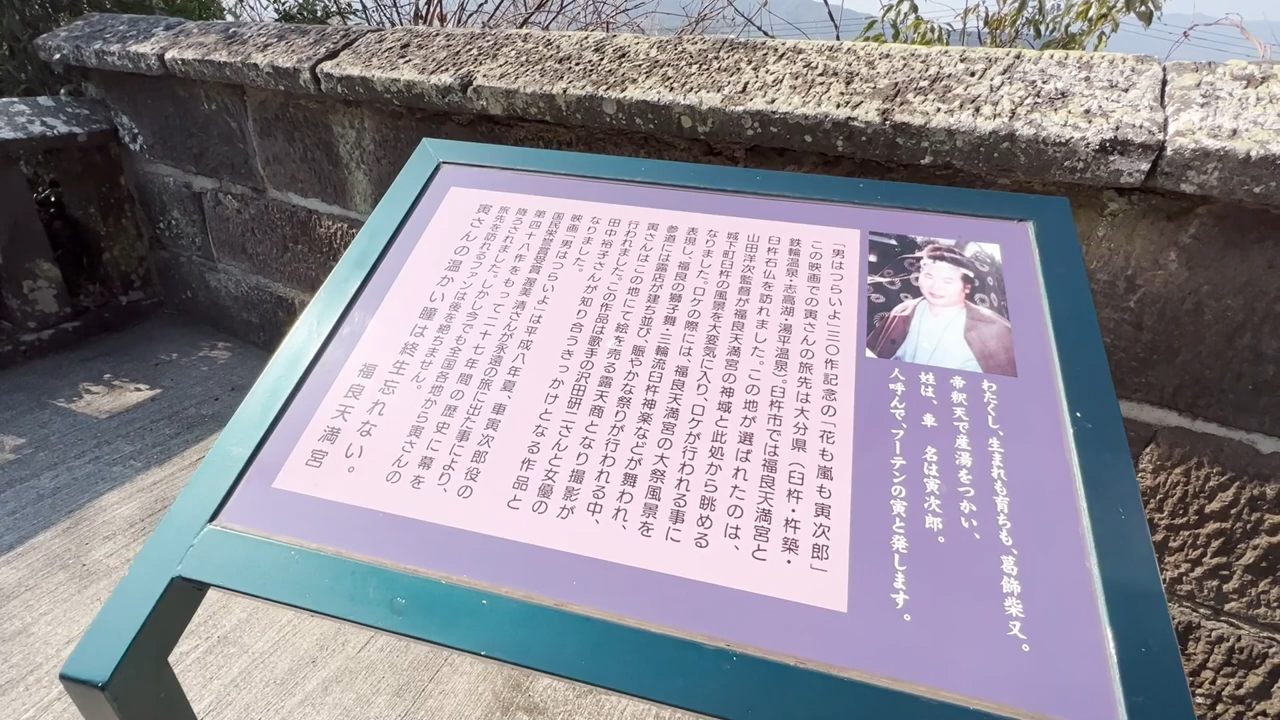 わたくし、生まれも育ちも、葛飾柴又。
帝釈天で産湯をつかい、
姓は、車 名は寅次郎。
人呼んで、フーテンの寅と発します。
「男はつらいよ」三〇作記念の「花も嵐も寅次郎」
この映画での寅さんの旅先は大分県(臼杵・杵築・
鉄輪温泉・志高湖・湯平温泉)。臼杵市では福良天満宮と
臼杵石仏を訪れました。この地が選ばれたのは、
山田洋次監督が福良天満宮の神域と此処から眺める
城下町臼杵の風景を大変気に入り、ロケが行われる事に
なりました。ロケの際には、福良天満宮の大祭風景を
表現し、福良の獅子舞・三輪流臼杵神楽などが舞われ、
参道には露店が建ち並び、賑やかな祭りが行われる中、
寅さんはこの地にて絵を売る露天商となり撮影が
行われました。この作品は歌手の沢田研二さんと女優の
田中裕子さんが知り合うきっかけとなる作品と
なりました。
映画「男はつらいよ」は平成八年夏、車寅次郎役の
国民栄誉賞受賞 渥美 清さんが永遠の旅に出た事により、
第四十八作をもって二十七年間の歴史に幕を
降ろされました。しかし今でも全国各地から寅さんの
旅先を訪れるファンは後を絶ちません。
寅さんの温かい瞳は終生忘れない。
福良天満宮